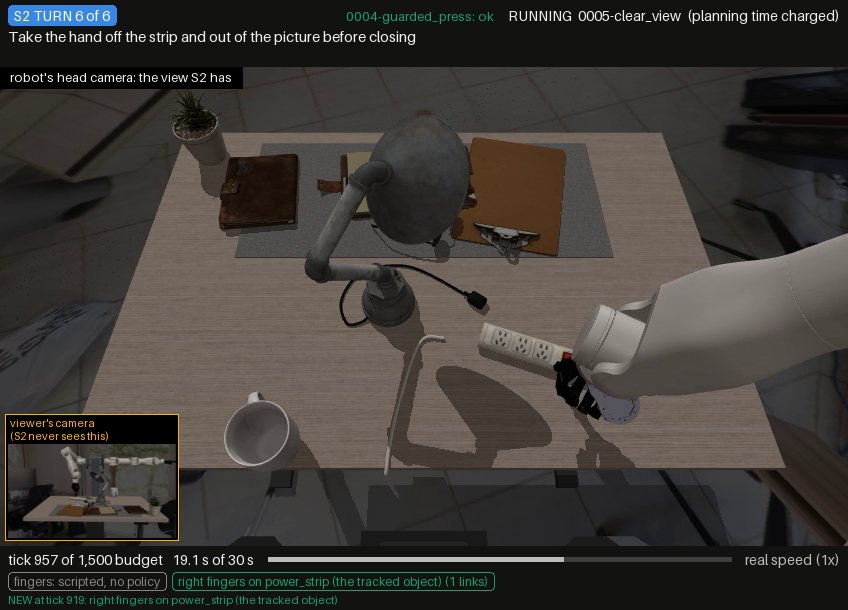 S2 TURN 6 of 6
0004-guarded_press: ok
RUNNING 0005-clear_view (planning time charged)
Take the hand off the strip and out of the picture before closing
robot's head camera: the view S2 has
viewer's camera
(S2 never sees this)
tick 957 of 1,500 budget
19.1 s of 30 s
real speed (1x)
fingers: scripted, no policy
right fingers on power_strip (the tracked object) (1 links)
NEW at tick 919: right fingers on power_strip (the tracked object)